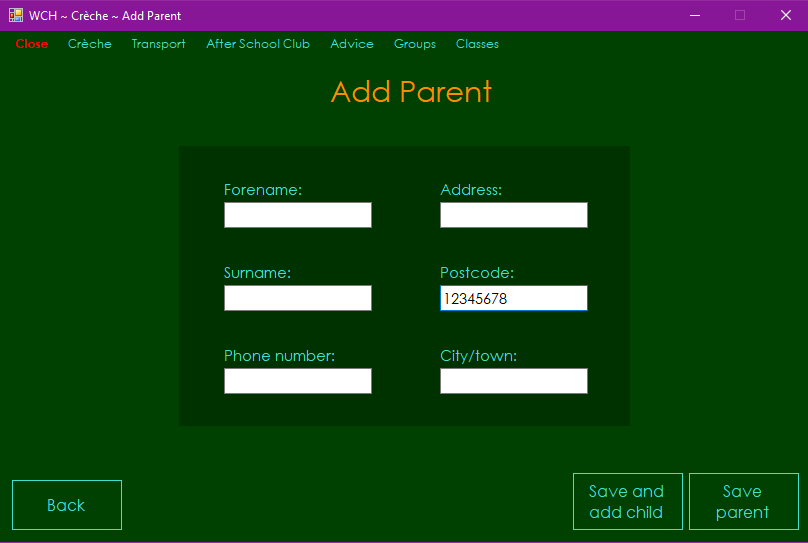 WCH ~ Crèche ~ Add Parent
Close Crèche Transport After School Club Advice Groups Classes
Add Parent
Forename: Address:
Surname: Postcode:
12345678
Phone number: City/town:
Back
Save and
add child
Save
parent